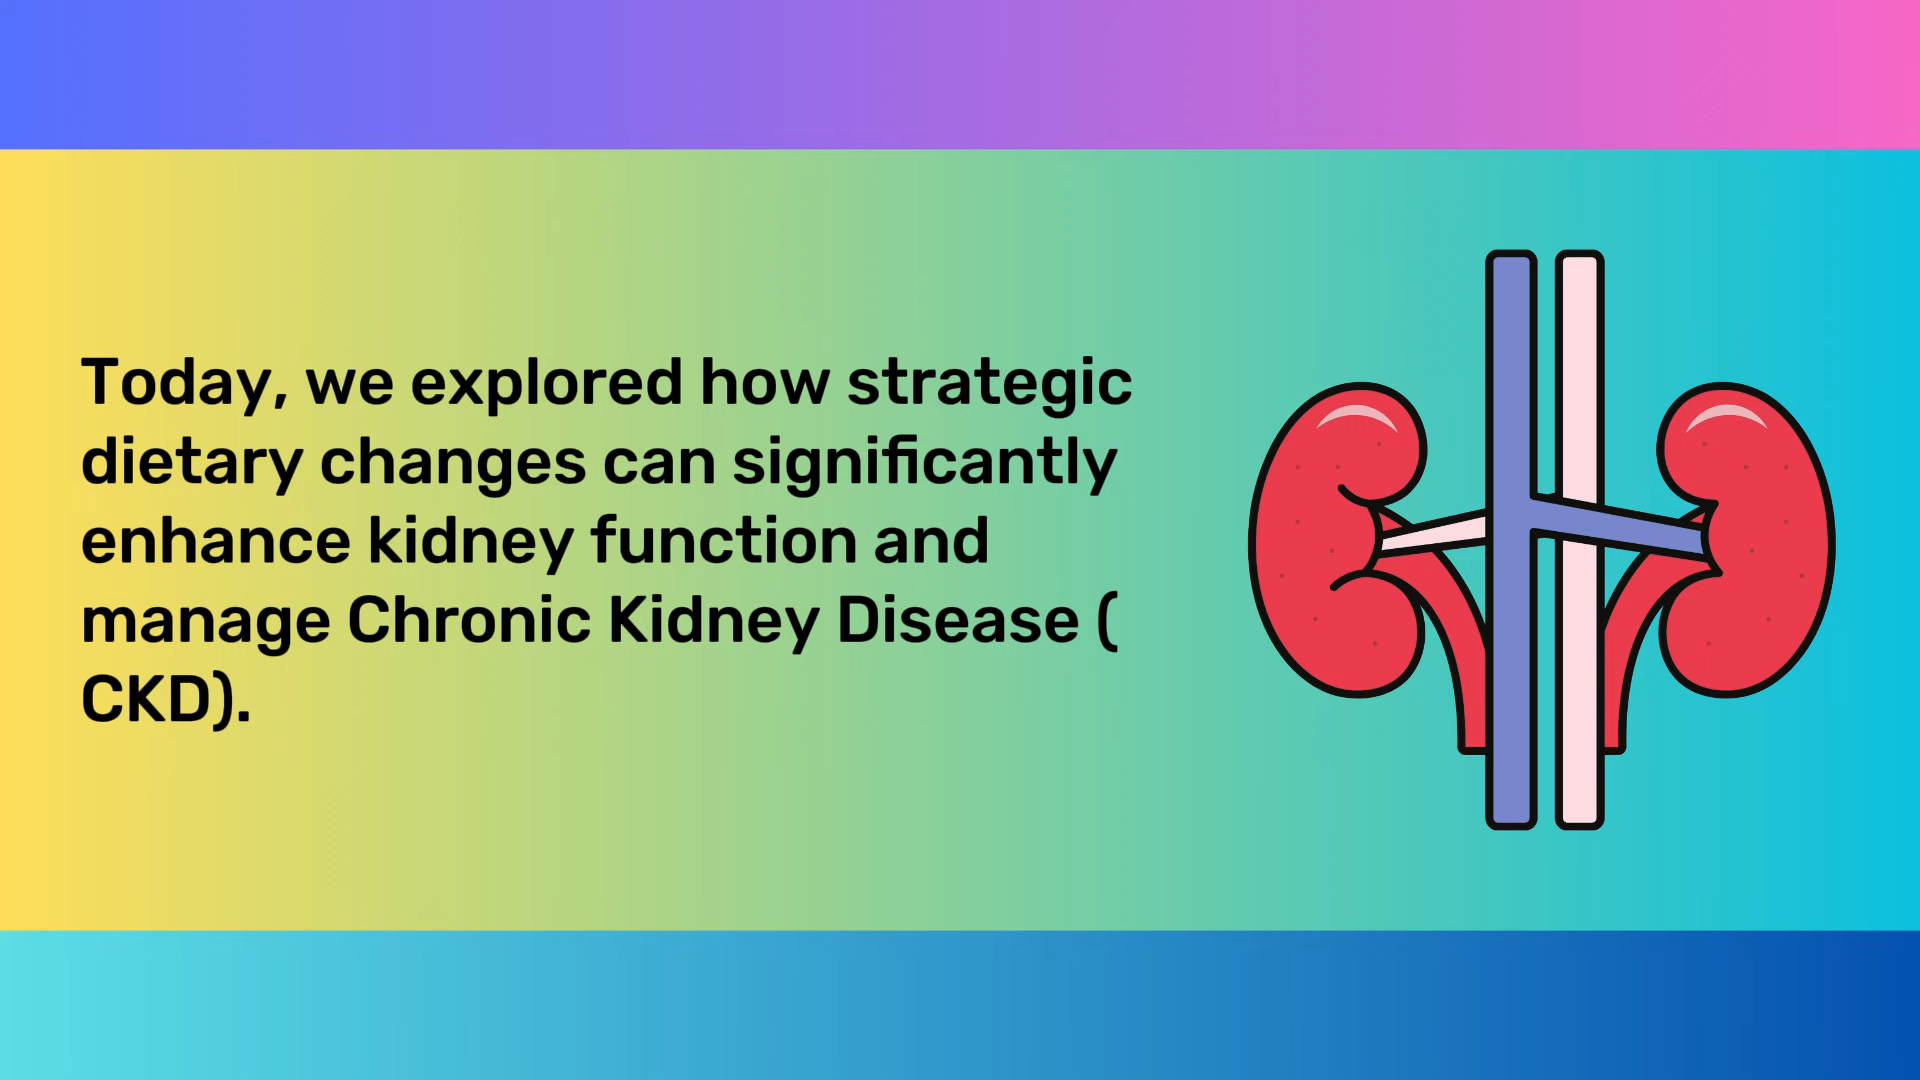 Today, we explored how strategic
dietary changes can significantly
enhance kidney function and
manage Chronic Kidney Disease (
CKD).